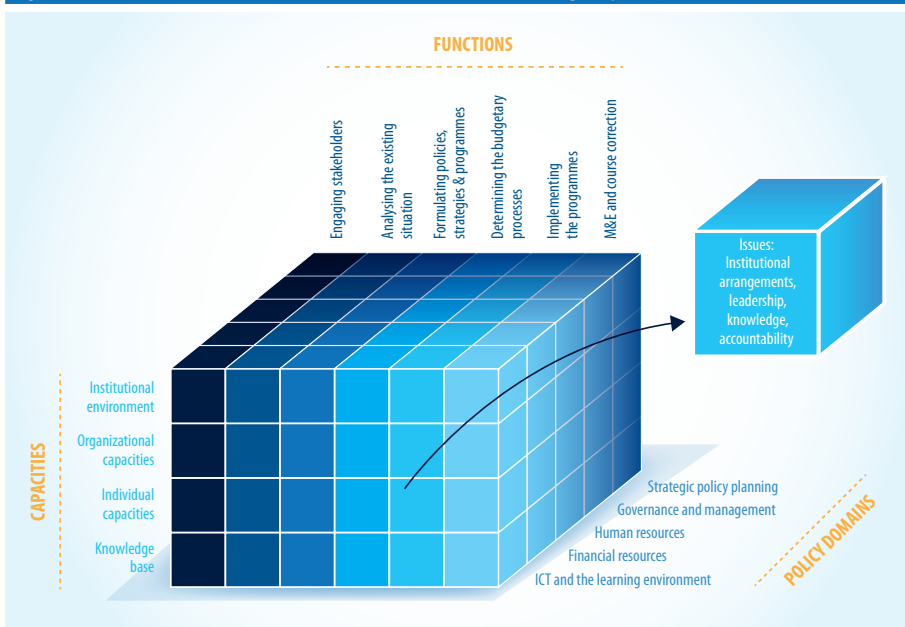 FUNCTIONS
Engaging stakeholders
Analysing the existing
situation
Formulating policies,
strategies & programmes
Determining the budgetary
processes
Implementing
the programmes
M&E and course correction
Issues:
Institutional
arrangements,
leadership,
knowledge,
accountability
CAPACITIES
Institutional
environment
Organizational
capacities
Individual
capacities
Knowledge
base
Strategic policy planning
Governance and management
Human resources
Financial resources
ICT and the learning environment
POLICY DOMAINS